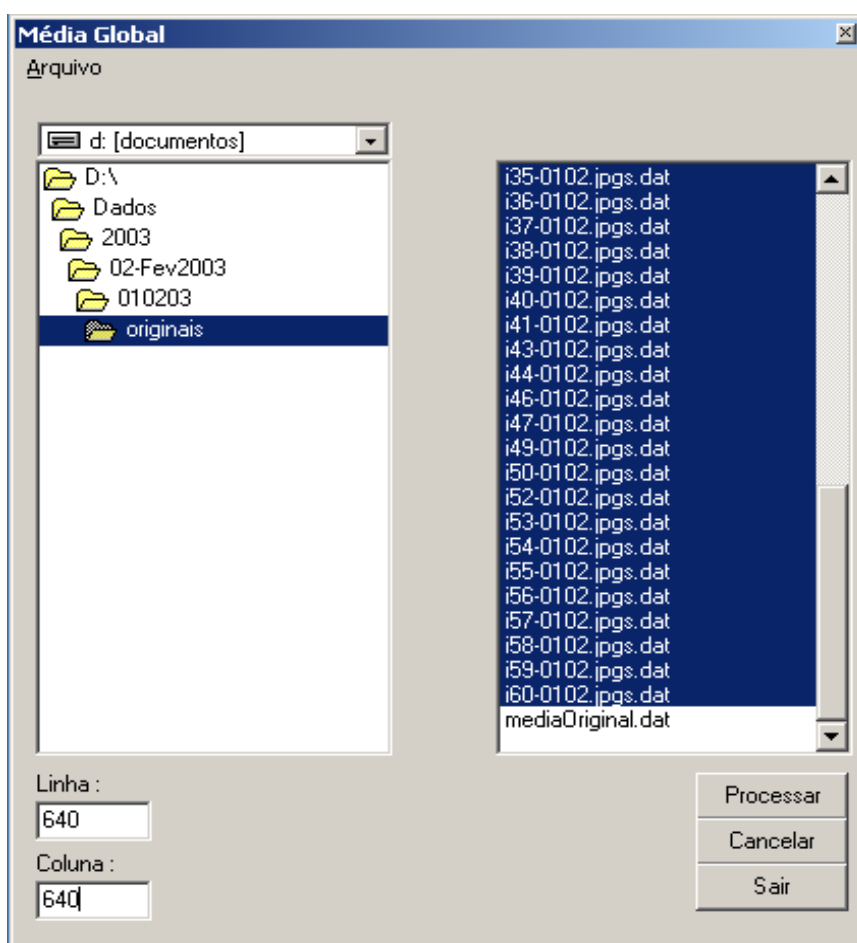 Média Global
Arquivo
d: [documentos]
D:\
Dados
2003
02-Fev2003
010203
originais
i35-0102.jpgs.dat
i36-0102.jpgs.dat
i37-0102.jpgs.dat
i38-0102.jpgs.dat
i39-0102.jpgs.dat
i40-0102.jpgs.dat
i41-0102.jpgs.dat
i43-0102.jpgs.dat
i44-0102.jpgs.dat
i46-0102.jpgs.dat
i47-0102.jpgs.dat
i49-0102.jpgs.dat
i50-0102.jpgs.dat
i52-0102.jpgs.dat
i53-0102.jpgs.dat
i54-0102.jpgs.dat
i55-0102.jpgs.dat
i56-0102.jpgs.dat
i57-0102.jpgs.dat
i58-0102.jpgs.dat
i59-0102.jpgs.dat
i60-0102.jpgs.dat
mediaOriginal.dat
Linha :
640
Coluna :
640
Processar
Cancelar
Sair